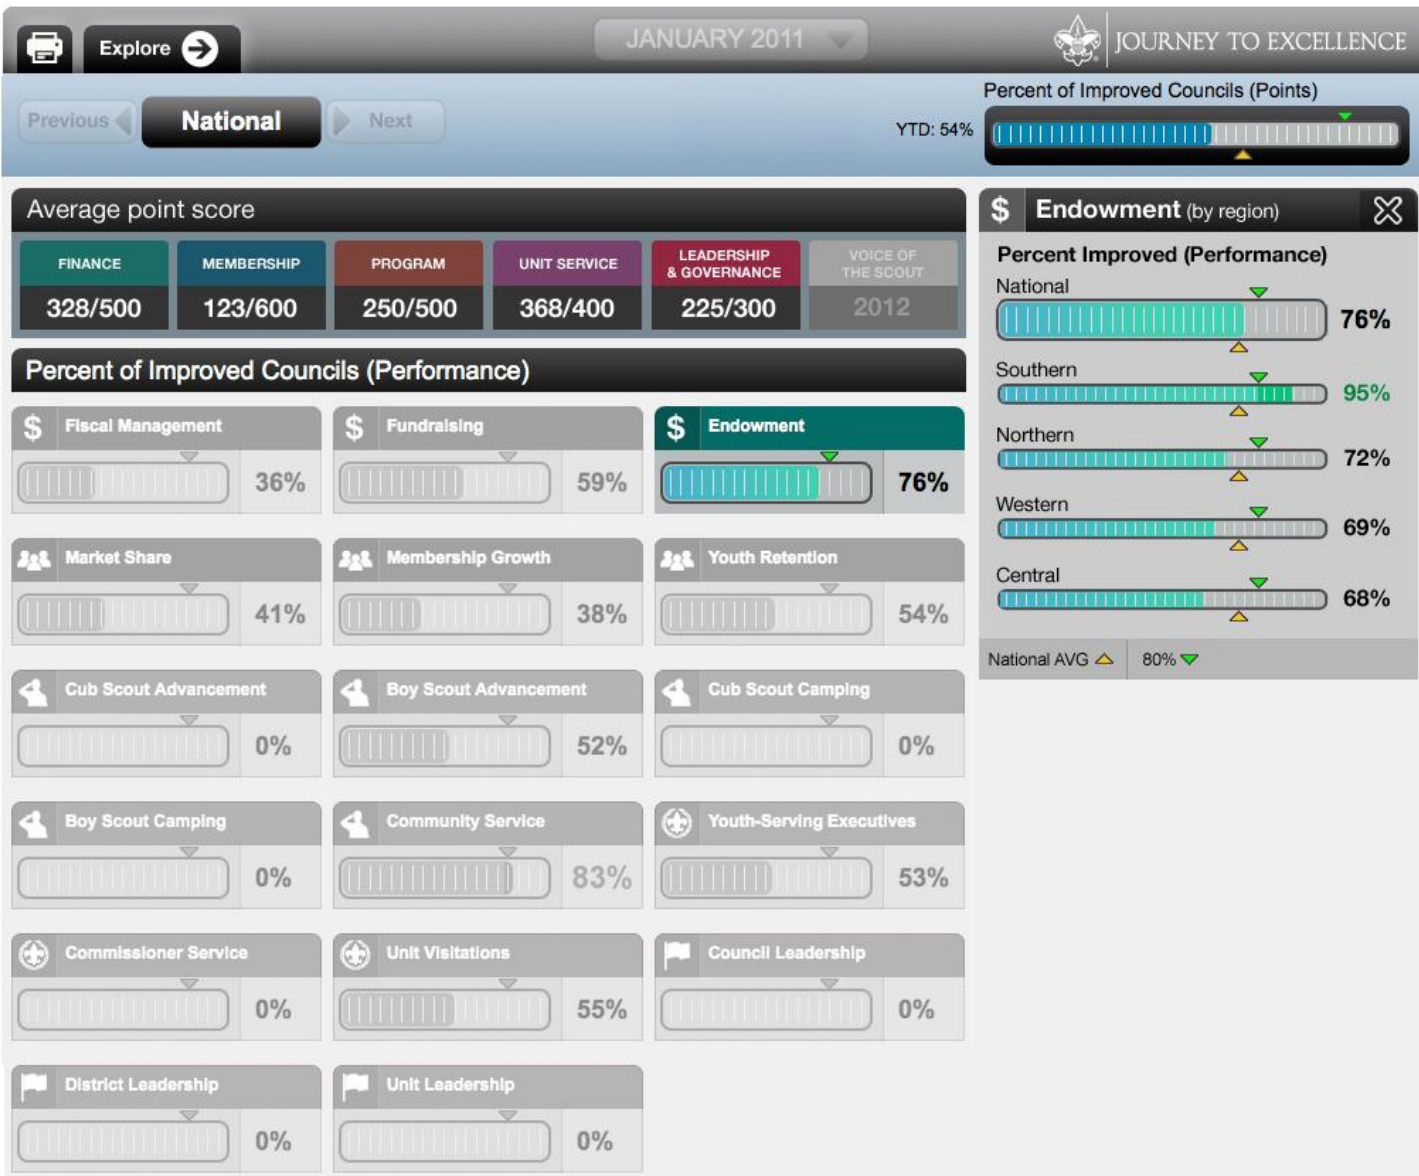 Explore
JANUARY 2011
JOURNEY TO EXCELLENCE
Previous
National
Next
Percent of Improved Councils (Points)
YTD: 54%
Average point score
FINANCE
328/500
MEMBERSHIP
123/600
PROGRAM
250/500
UNIT SERVICE
368/400
LEADERSHIP
& GOVERNANCE
225/300
VOICE OF
THE SCOUT
2012
Percent of Improved Councils (Performance)
$ Fiscal Management
36%
$ Fundraising
59%
$ Endowment
76%
Market Share
41%
Membership Growth
38%
Youth Retention
54%
Cub Scout Advancement
0%
Boy Scout Advancement
52%
Cub Scout Camping
0%
Boy Scout Camping
0%
Community Service
83%
Youth-Serving Executives
53%
Commissioner Service
0%
Unit Visitations
55%
Council Leadership
0%
District Leadership
0%
Unit Leadership
0%
$ Endowment (by region)
Percent Improved (Performance)
National
76%
Southern
95%
Northern
72%
Western
69%
Central
68%
National AVG
80%